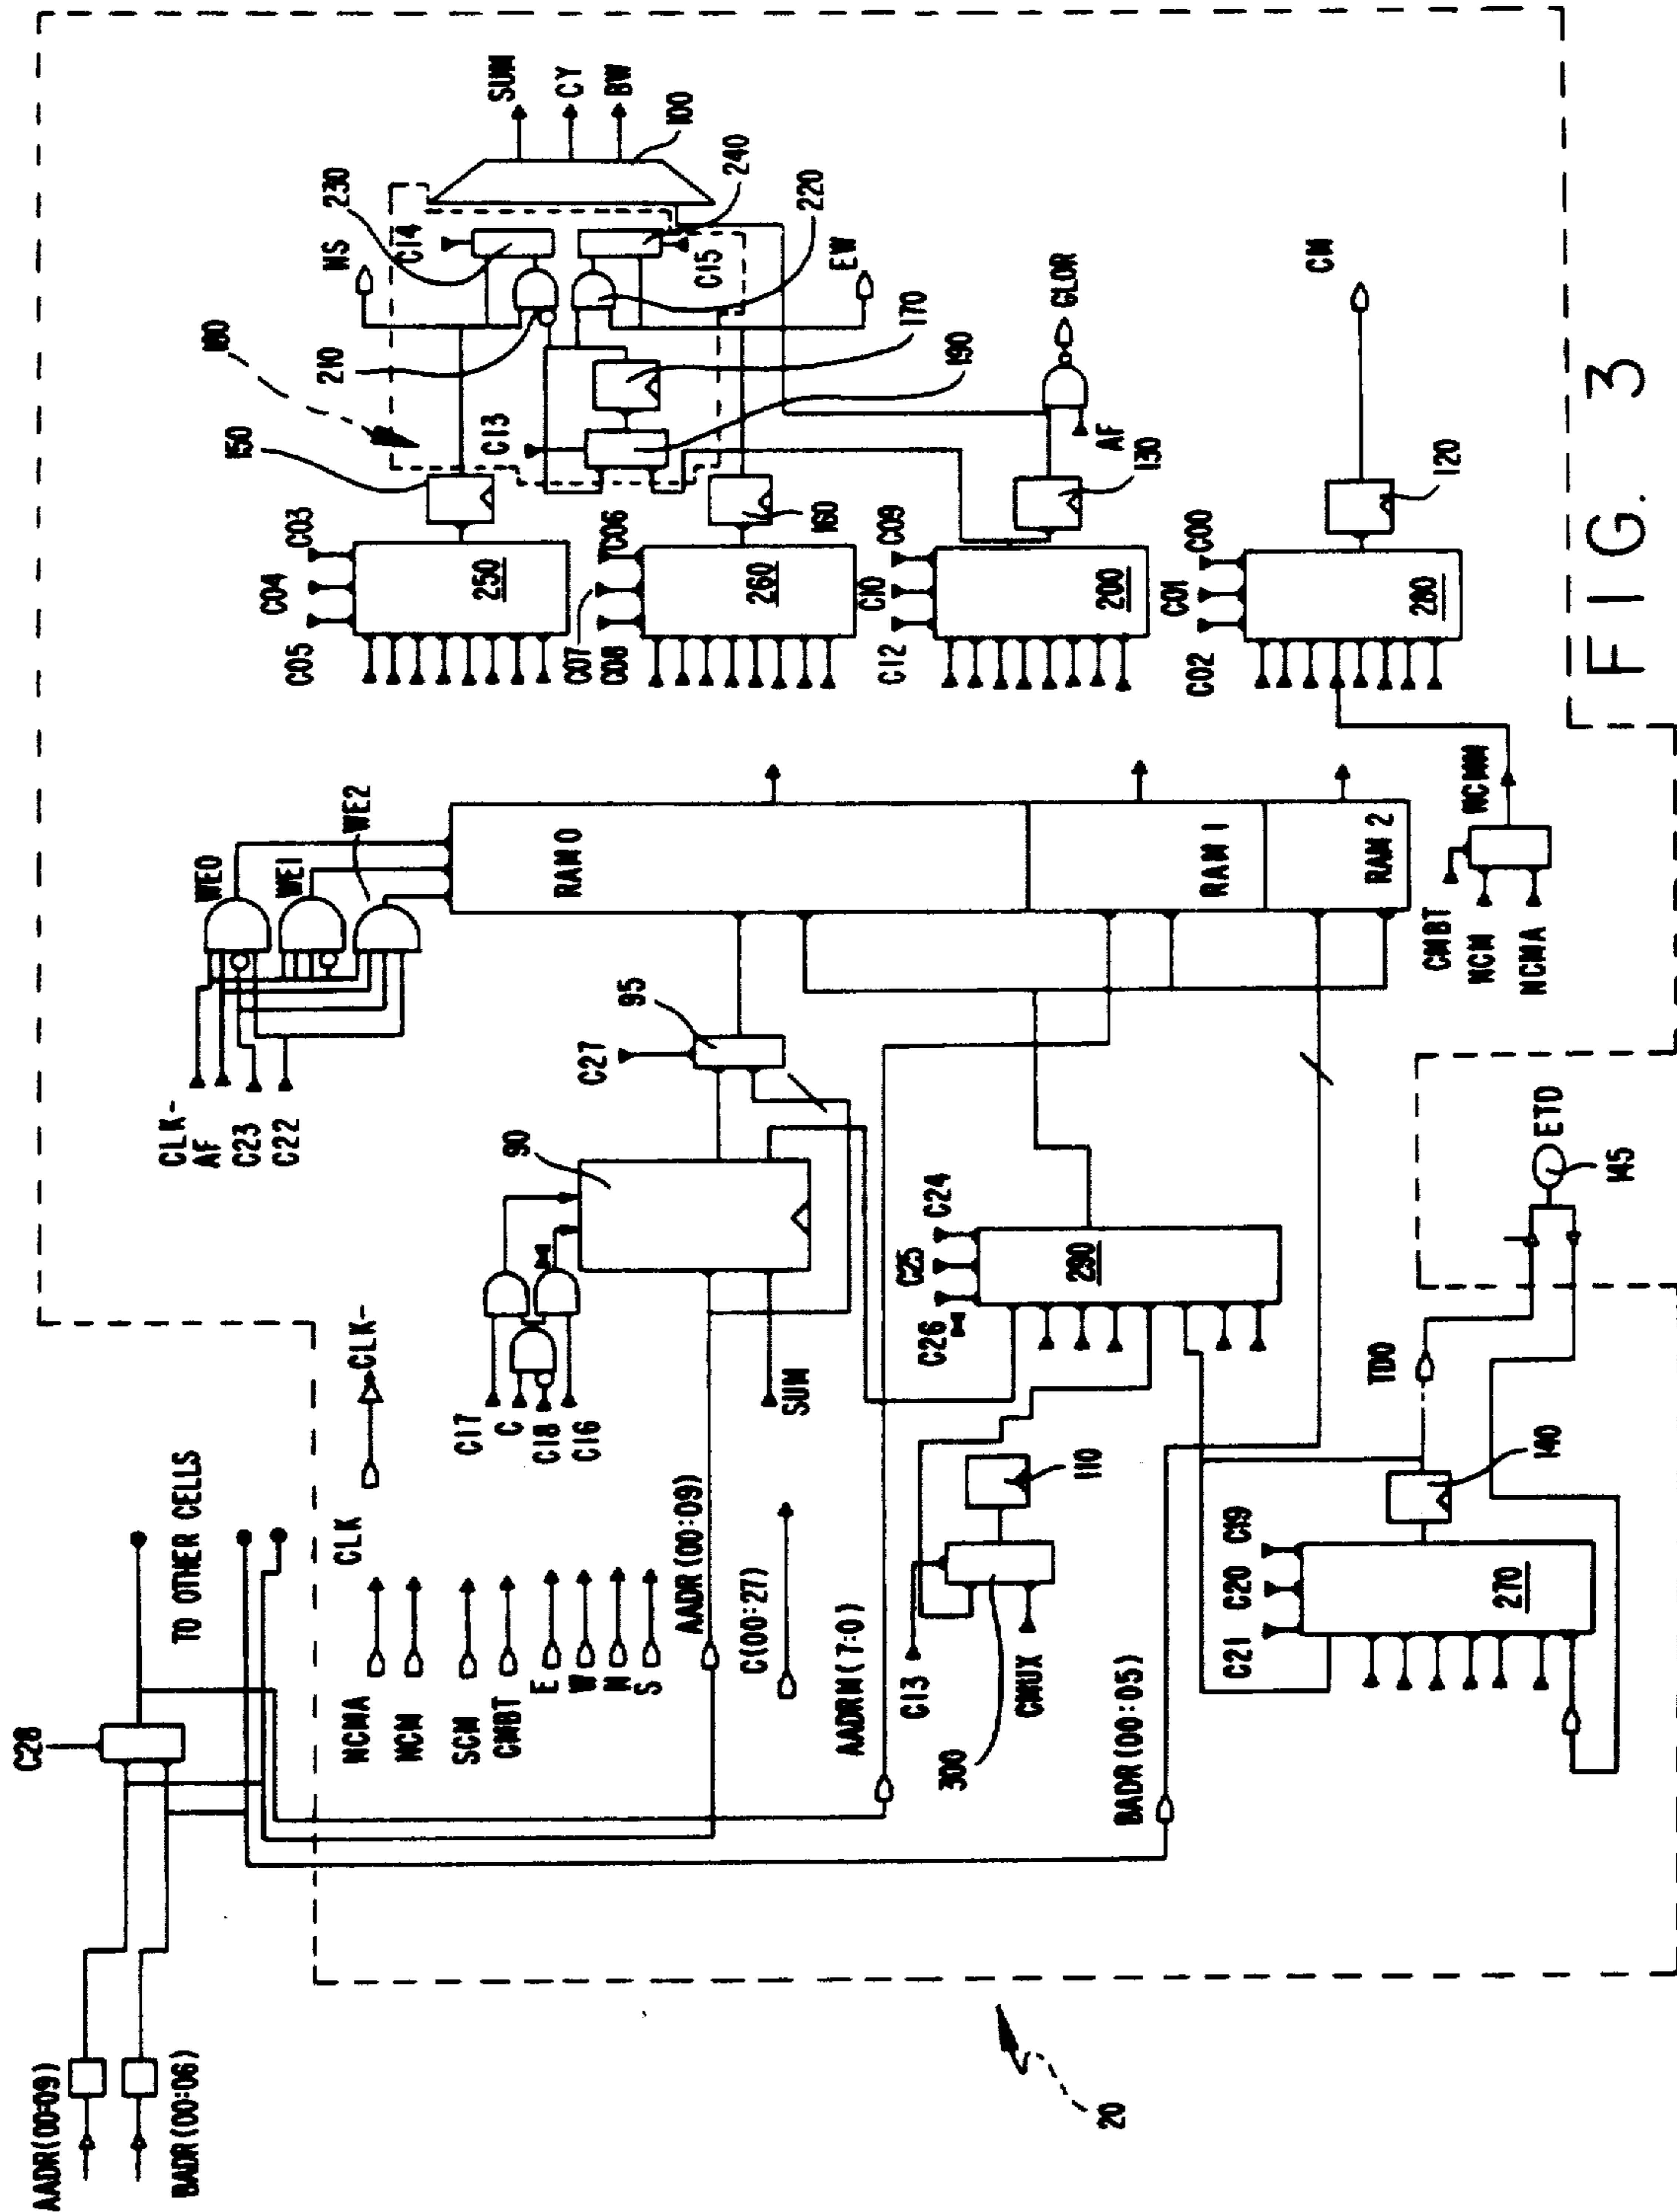 AADR(00:09)
BADR(00:06)
C28
TO OTHER CELLS
20
CLK
CLK-
NCMA
NCM
SCM
CMBT
E
W
N
S
AADR(00:09)
C(00:27)
AADRM(7:0)
BADR(00:05)
C17
C
C18
C16
90
SUM
C27
95
C13
CMUX
300
110
C26
C25
C24
290
C21
C20
C19
270
140
TDO
ETD
145
CLK-
AF
C23
C22
WE0
WE1
WE2
RAM 0
RAM 1
RAM 2
CMBT
NCM
NCMA
NCMM
C05
C04
C03
250
150
C07
C08
C06
260
160
C12
C10
C09
200
130
C02
C01
C00
280
120
180
C13
210
NS
C14
230
SUM
CY
BW
100
240
220
C15
EW
170
190
AF
GLOR
CM
FIG. 3